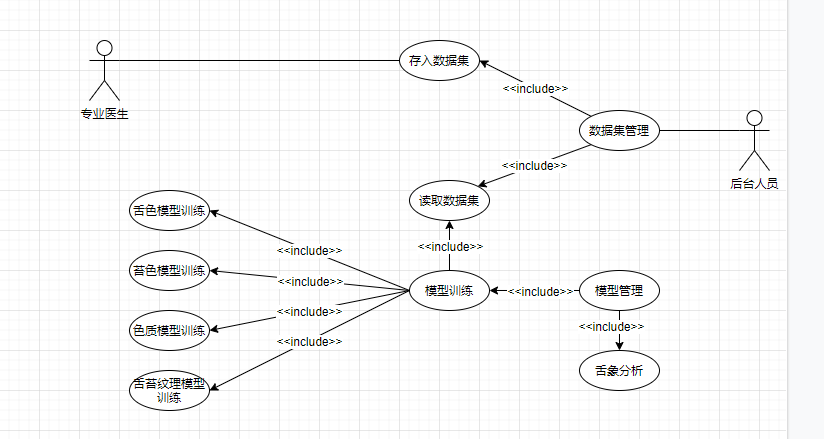 存入数据集
<<include>>
专业医生
数据集管理
<<include>>
后台人员
读取数据集
舌色模型训练
<<include>>
<<include>>
苔色模型训练
<<include>>
模型训练
<<include>>
模型管理
<<include>>
色质模型训练
<<include>>
<<include>>
舌象分析
舌苔纹理模型
训练